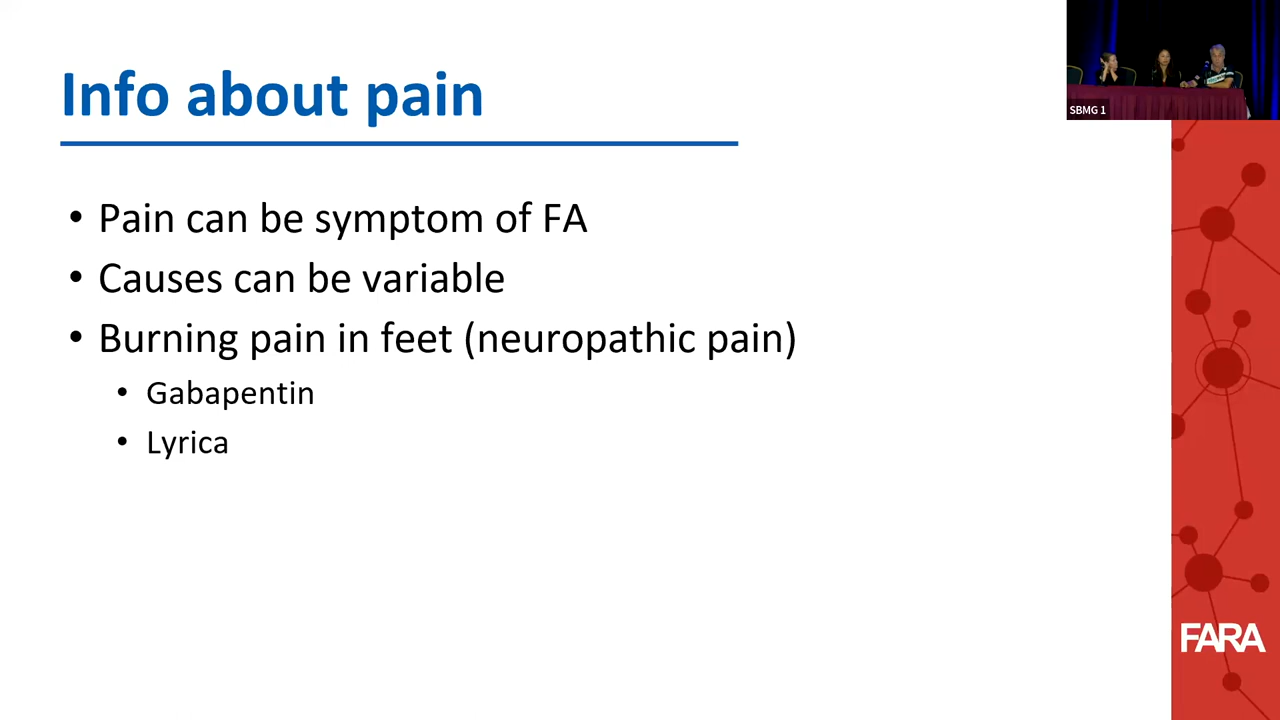 Info about pain
• Pain can be symptom of FA
• Causes can be variable
• Burning pain in feet (neuropathic pain)
• Gabapentin
• Lyrica
SBMG 1
FARA